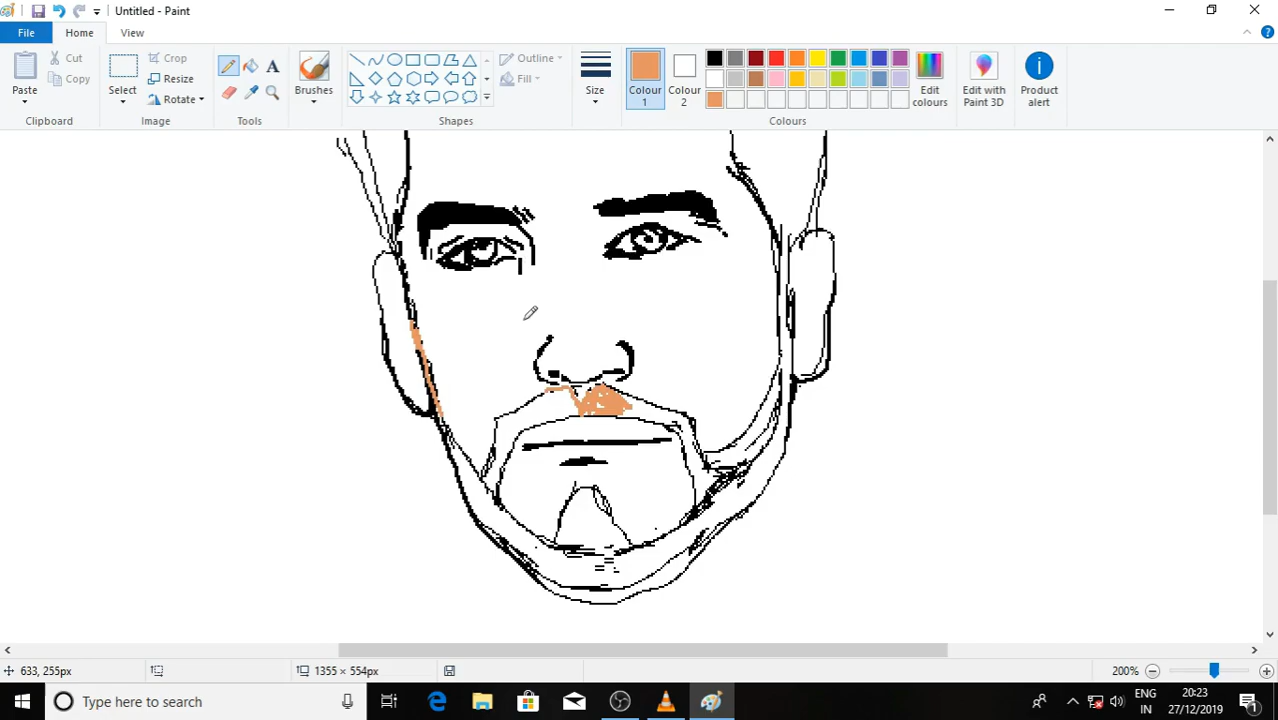 Untitled - Paint
File
Home
View
Paste
Cut
Copy
Clipboard
Select
Crop
Resize
Rotate
Image
A
Tools
Brushes
Outline
Fill
Shapes
Size
Colour
1
Colour
2
Edit
colours
Edit with
Paint 3D
Product
alert
Colours
633, 255px
1355 × 554px
200%
Type here to search
ENG
IN
20:23
27/12/2019
1